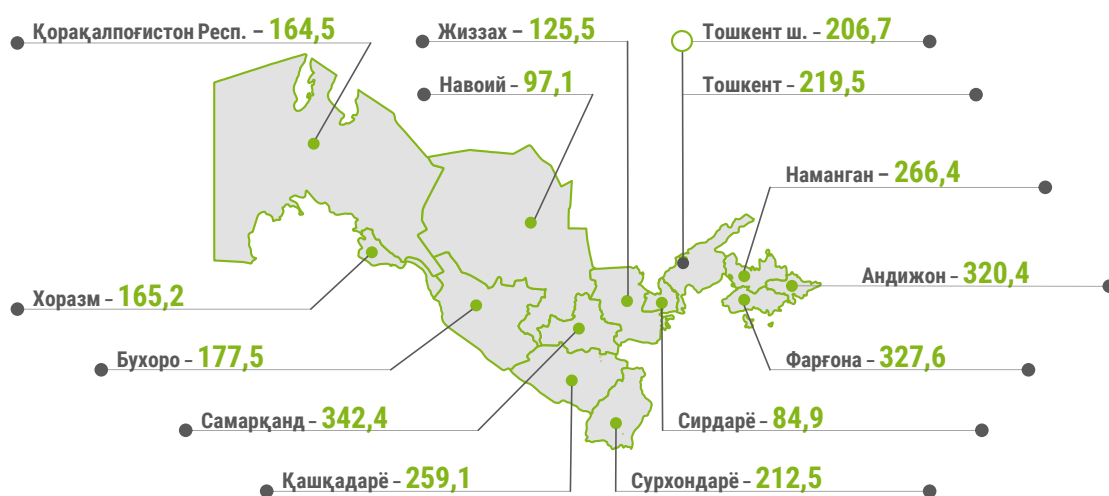 Қорақалпоғистон Респ. – 164,5
Жиззах – 125,5
Тошкент ш. – 206,7
Навоий – 97,1
Тошкент – 219,5
Наманган – 266,4
Андижон – 320,4
Хоразм – 165,2
Бухоро – 177,5
Фарғона – 327,6
Самарқанд – 342,4
Сирдарё – 84,9
Қашқадарё – 259,1
Сурхондарё – 212,5